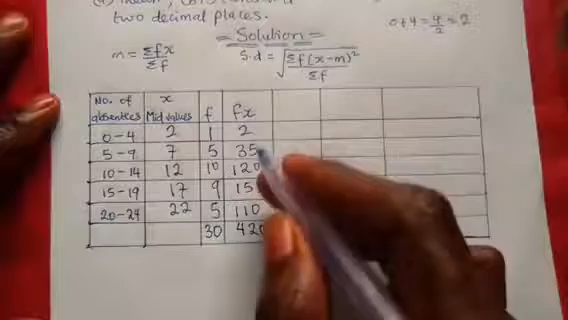 two decimal places.
0+4=4/2=2
= Solution =
m = Σfx/Σf
S.d = √Σf(x-m)²/Σf
No. of absentees x Mid values f fx
0-4 2 1 2
5-9 7 5 35
10-14 12 10 120
15-19 17 9 15
20-24 22 5 110
30 420